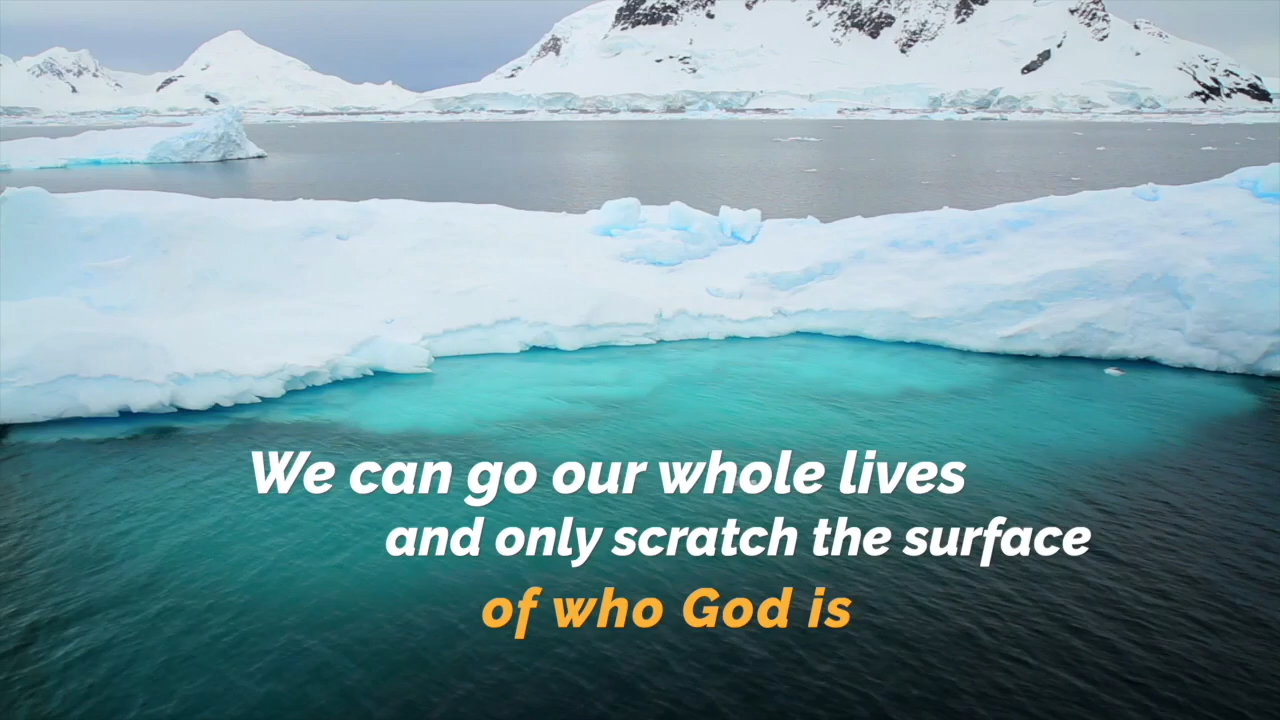 We can go our whole lives
and only scratch the surface
of who God is